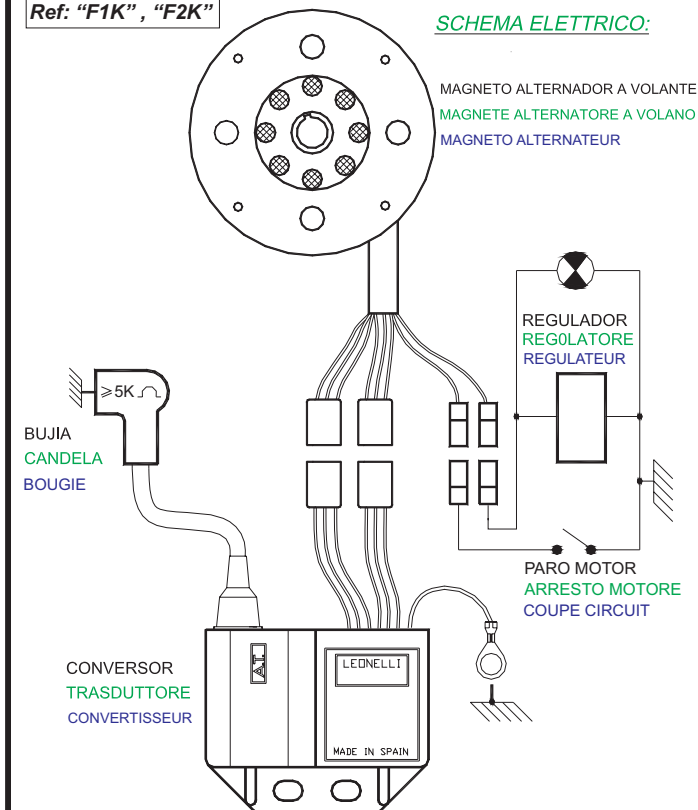 Ref: “F1K” , “F2K”
SCHEMA ELETTRICO:
MAGNETO ALTERNADOR A VOLANTE
MAGNETE ALTERNATORE A VOLANO
MAGNETO ALTERNATEUR
REGULADOR
REG0LATORE
REGULATEUR
≥5K
BUJIA
CANDELA
BOUGIE
PARO MOTOR
ARRESTO MOTORE
COUPE CIRCUIT
CONVERSOR
TRASDUTTORE
CONVERTISSEUR
A.T.
LEONELLI
MADE IN SPAIN